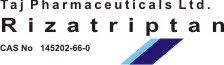 Taj Pharmaceuticals Ltd.
Rizatriptan
CAS No 145202-66-0